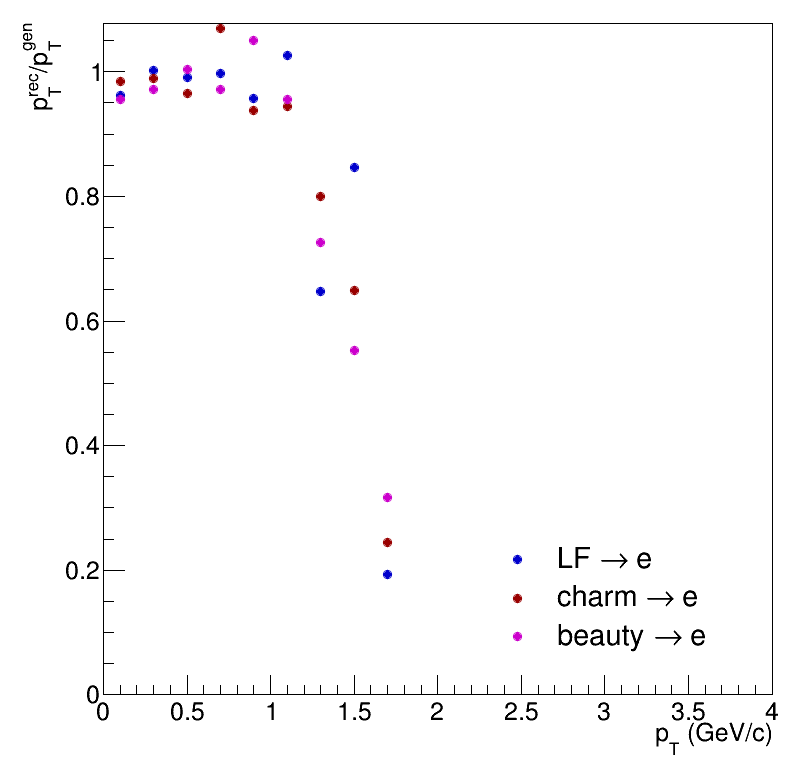 p_T^rec/p_T^gen
1
0.8
0.6
0.4
0.2
0
LF → e
charm → e
beauty → e
0 0.5 1 1.5 2 2.5 3 3.5 4
p_T (GeV/c)